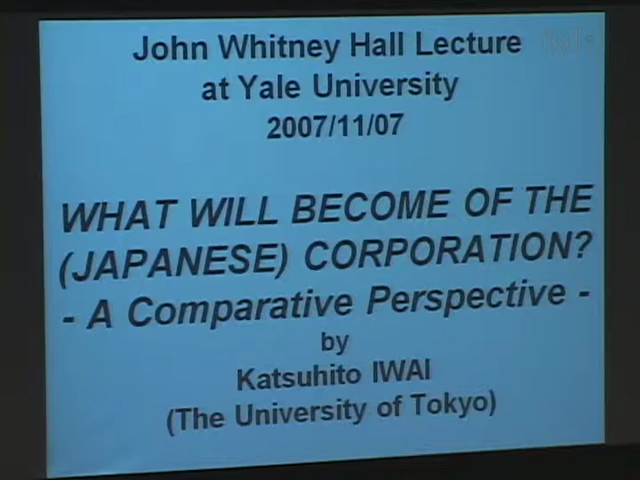 John Whitney Hall Lecture
at Yale University
2007/11/07
WHAT WILL BECOME OF THE
(JAPANESE) CORPORATION?
- A Comparative Perspective -
by
Katsuhito IWAI
(The University of Tokyo)